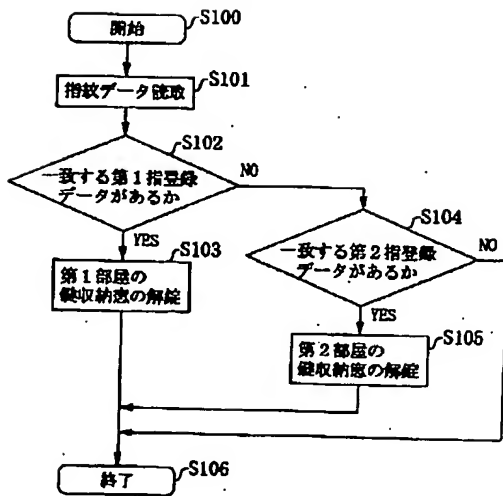 開始
S100
指紋データ読取
S101
S102
一致する第1指登録
データがあるか
NO
YES
S103
第1部屋の
鍵収納窓の解錠
S104
一致する第2指登録
データがあるか
NO
YES
S105
第2部屋の
鍵収納窓の解錠
終了
S106